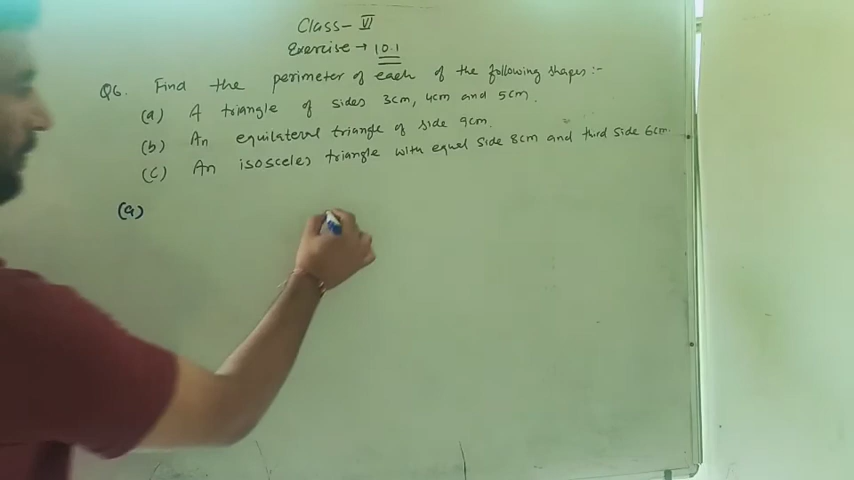 Class- VI
Exercise → 10.1
Q6. Find the perimeter of each of the following shapes:-
(a) A triangle of sides 3cm, 4cm and 5cm.
(b) An equilateral triangle of side 9cm.
(c) An isosceles triangle with equal side 8cm and third side 6cm.
(a)